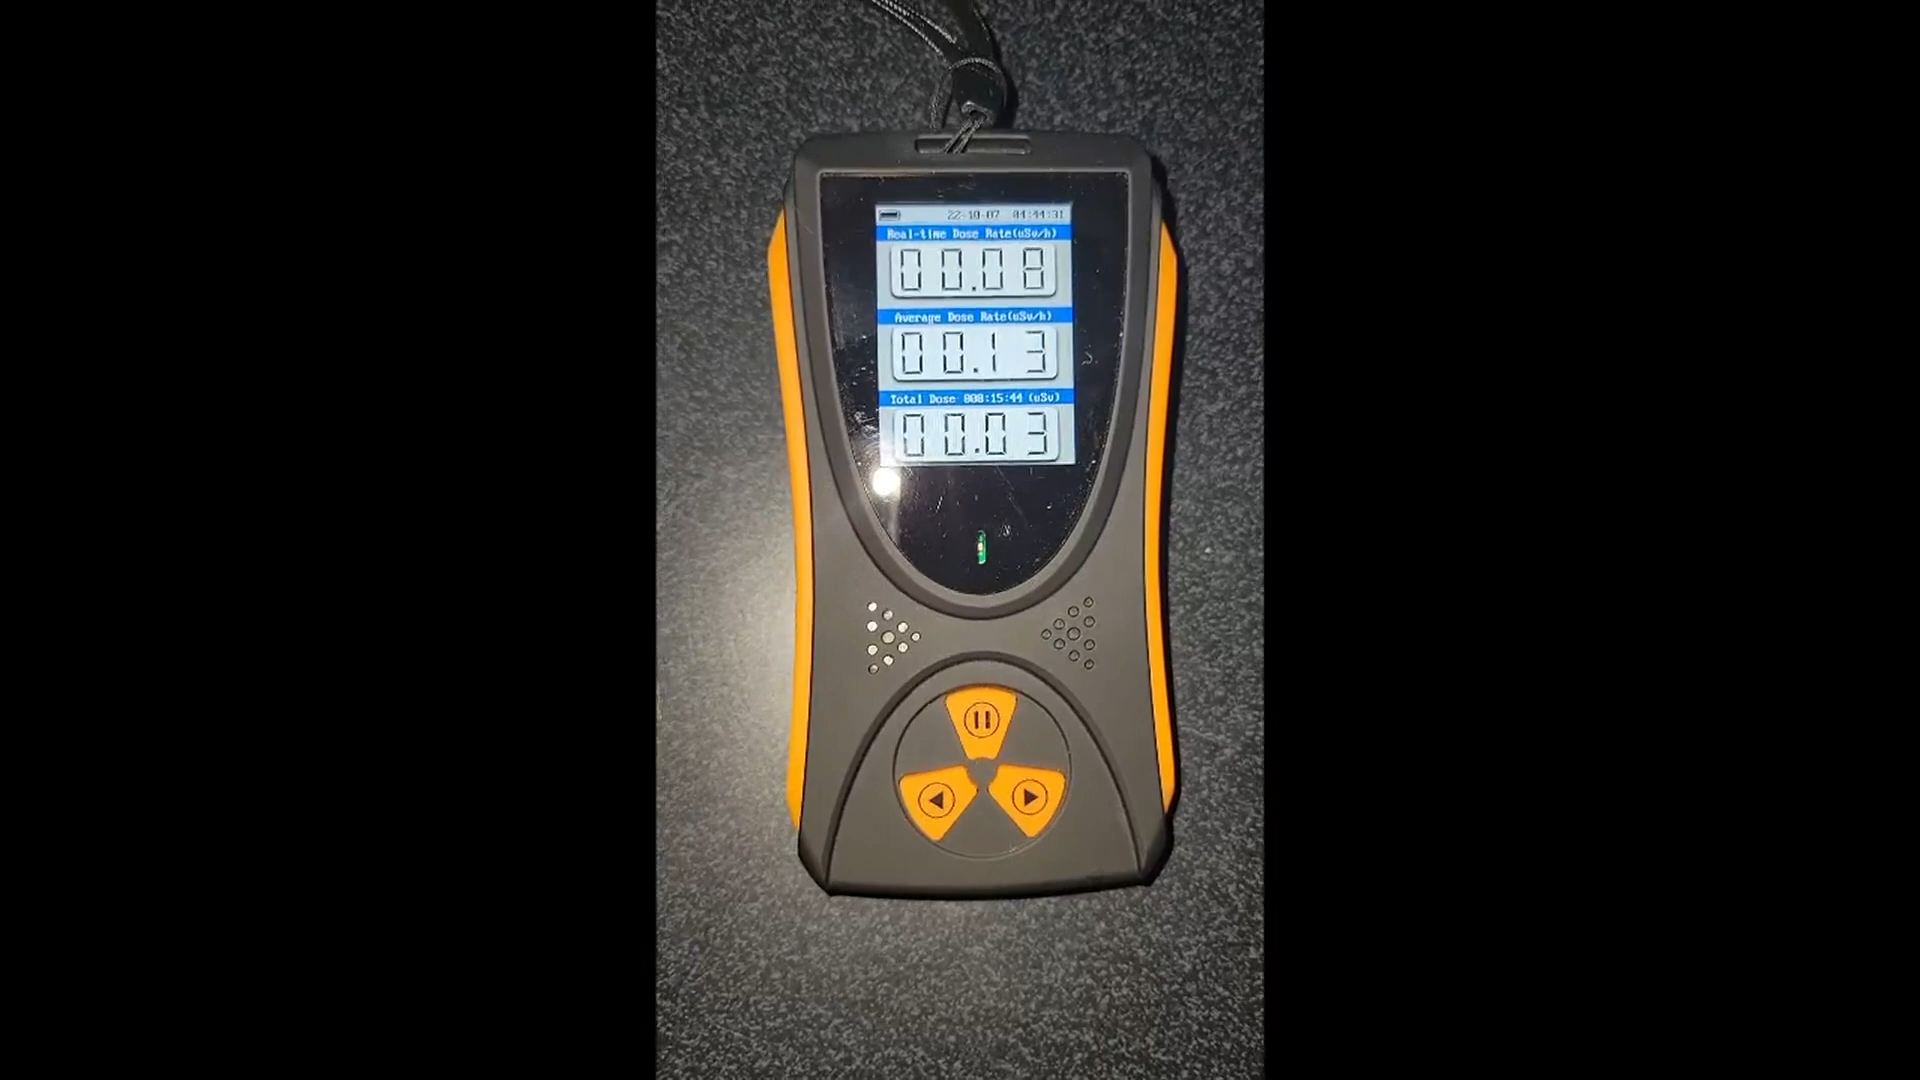 22-10-07 04:44:31
Real-time Dose Rate(uSv/h)
00.08
Average Dose Rate(uSv/h)
00.13
Total Dose 000:15:44 (uSv)
00.03